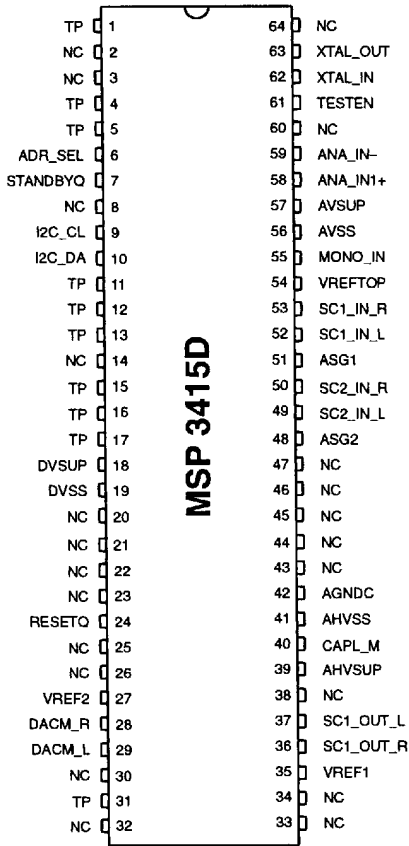 TP 1 64 NC
NC 2 63 XTAL_OUT
NC 3 62 XTAL_IN
TP 4 61 TESTEN
TP 5 60 NC
ADR_SEL 6 59 ANA_IN–
STANDBYQ 7 58 ANA_IN1+
NC 8 57 AVSUP
I2C_CL 9 56 AVSS
I2C_DA 10 55 MONO_IN
TP 11 54 VREFTOP
TP 12 53 SC1_IN_R
TP 13 52 SC1_IN_L
NC 14 51 ASG1
TP 15 50 SC2_IN_R
TP 16 49 SC2_IN_L
TP 17 48 ASG2
DVSUP 18 47 NC
DVSS 19 46 NC
NC 20 45 NC
NC 21 44 NC
NC 22 43 NC
NC 23 42 AGNDC
RESETQ 24 41 AHVSS
NC 25 40 CAPL_M
NC 26 39 AHVSUP
VREF2 27 38 NC
DACM_R 28 37 SC1_OUT_L
DACM_L 29 36 SC1_OUT_R
NC 30 35 VREF1
TP 31 34 NC
NC 32 33 NC
MSP 3415D